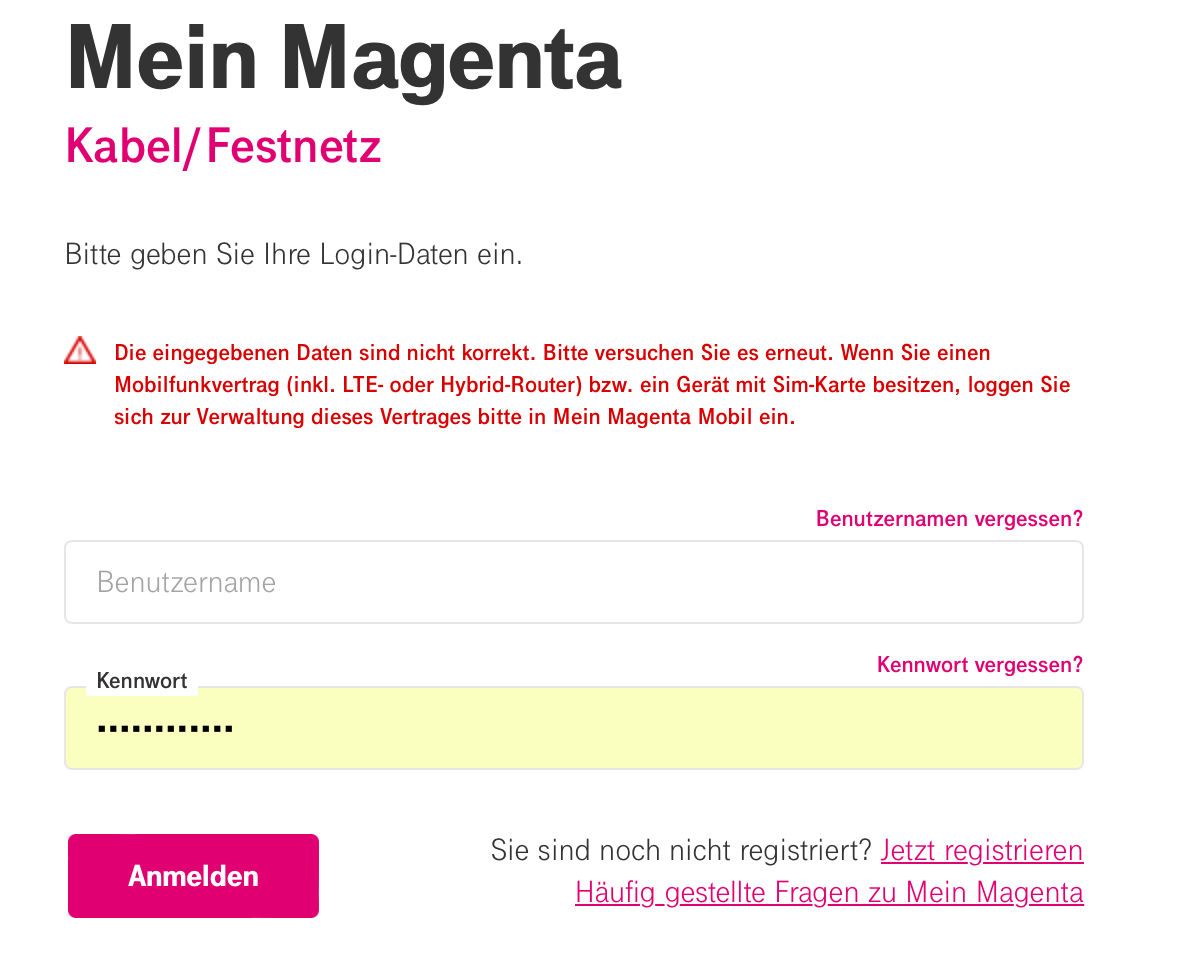 Mein Magenta
Kabel/Festnetz
Bitte geben Sie Ihre Login-Daten ein.
Die eingegebenen Daten sind nicht korrekt. Bitte versuchen Sie es erneut. Wenn Sie einen
Mobilfunkvertrag (inkl. LTE- oder Hybrid-Router) bzw. ein Gerät mit Sim-Karte besitzen, loggen Sie
sich zur Verwaltung dieses Vertrages bitte in Mein Magenta Mobil ein.
Benutzernamen vergessen?
Benutzername
Kennwort vergessen?
Kennwort
Anmelden
Sie sind noch nicht registriert? Jetzt registrieren
Häufig gestellte Fragen zu Mein Magenta